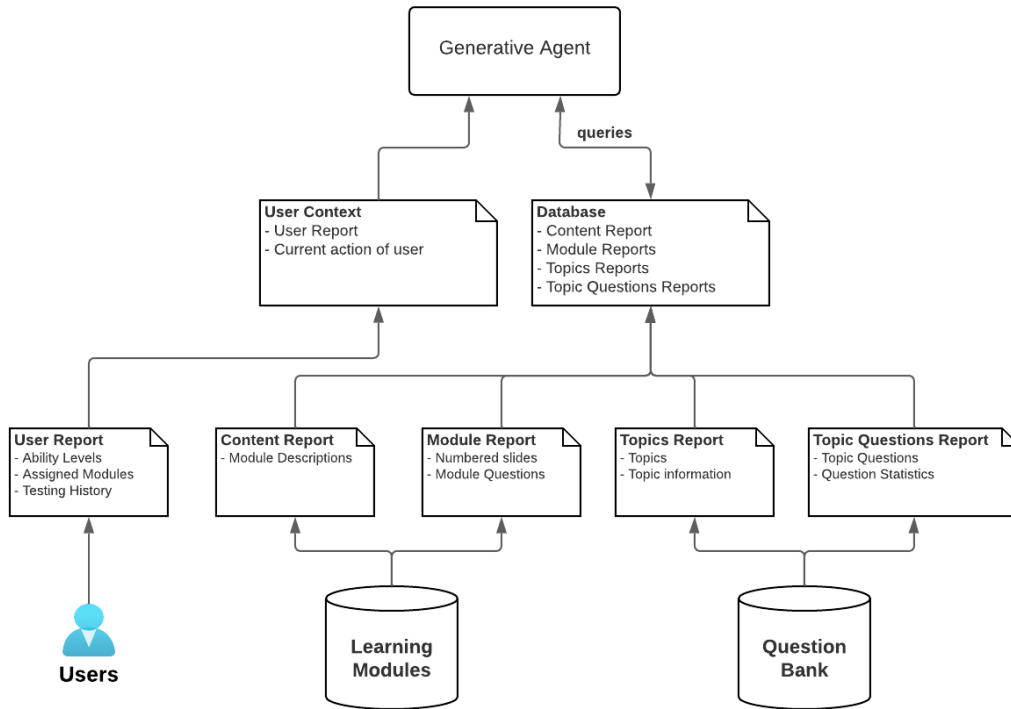 Generative Agent
queries
User Context
- User Report
- Current action of user
Database
- Content Report
- Module Reports
- Topics Reports
- Topic Questions Reports
User Report
- Ability Levels
- Assigned Modules
- Testing History
Content Report
- Module Descriptions
Module Report
- Numbered slides
- Module Questions
Topics Report
- Topics
- Topic information
Topic Questions Report
- Topic Questions
- Question Statistics
Users
Learning
Modules
Question
Bank